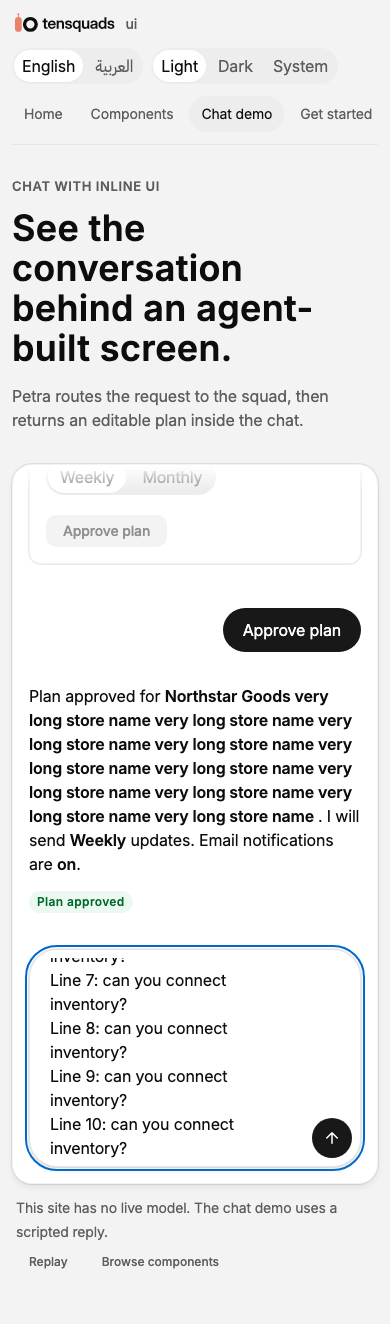 tensquads ui
English العربية Light Dark System
Home Components Chat demo Get started
CHAT WITH INLINE UI
See the
conversation
behind an agent-
built screen.
Petra routes the request to the squad, then
returns an editable plan inside the chat.
Weekly Monthly
Approve plan
Approve plan
Plan approved for Northstar Goods very
long store name very long store name very
long store name very long store name very
long store name very long store name very
long store name very long store name very
long store name very long store name . I will
send Weekly updates. Email notifications
are on.
Plan approved
inventory?
Line 7: can you connect
inventory?
Line 8: can you connect
inventory?
Line 9: can you connect
inventory?
Line 10: can you connect
inventory?
This site has no live model. The chat demo uses a
scripted reply.
Replay Browse components